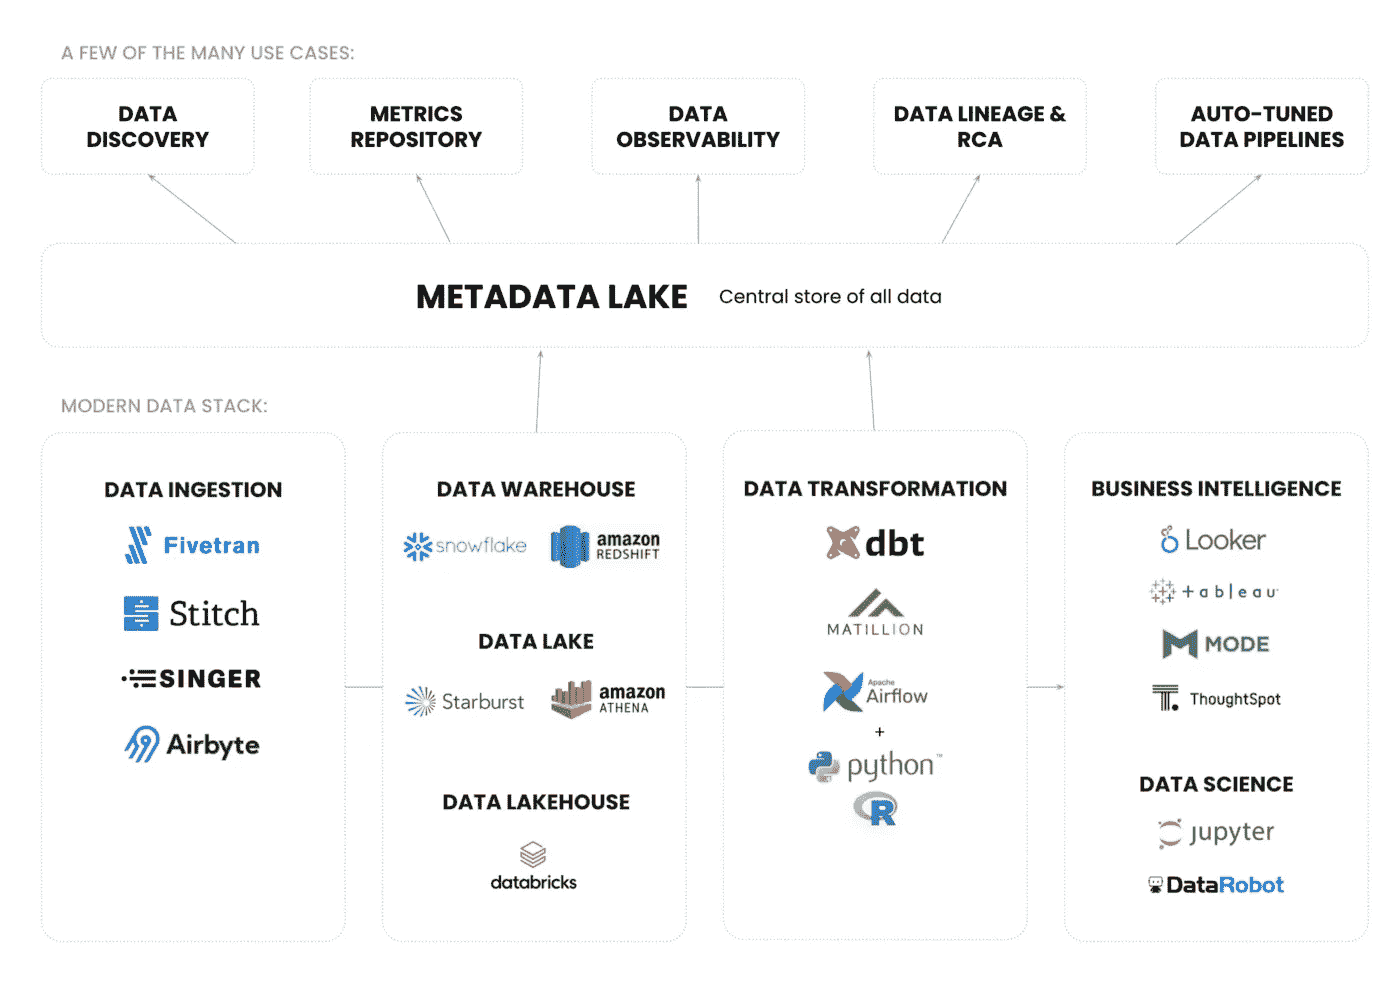 A FEW OF THE MANY USE CASES:
DATA
DISCOVERY
METRICS
REPOSITORY
DATA
OBSERVABILITY
DATA LINEAGE &
RCA
AUTO-TUNED
DATA PIPELINES
METADATA LAKE
Central store of all data
MODERN DATA STACK:
DATA INGESTION
Fivetran
Stitch
SINGER
Airbyte
DATA WAREHOUSE
snowflake
amazon
REDSHIFT
DATA LAKE
Starburst
amazon
ATHENA
DATA LAKEHOUSE
databricks
DATA TRANSFORMATION
dbt
MATILLION
Apache
Airflow
+
python™
R
BUSINESS INTELLIGENCE
Looker
+ableau
MODE
ThoughtSpot
DATA SCIENCE
jupyter
DataRobot